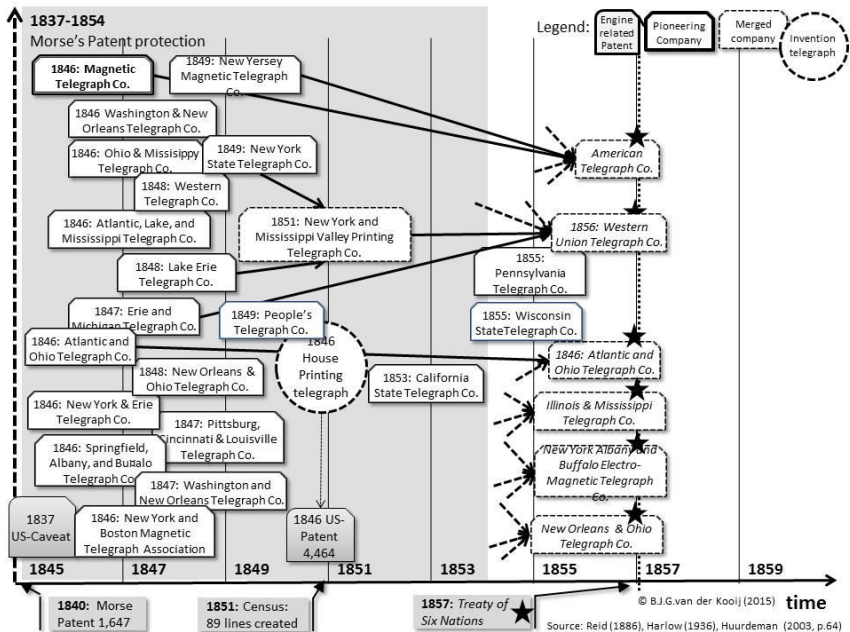 1837-1854
Morse's Patent protection
Legend:
Engine
related
Patent
Pioneering
Company
Merged
company
Invention
telegraph
1846: Magnetic
Telegraph Co.
1849: New Yersey
Magnetic Telegraph
Co.
1846 Washington & New
Orleans Telegraph Co.
1846: Ohio & Missisippy
Telegraph Co.
1849: New York
State Telegraph Co.
American
Telegraph Co.
1848: Western
Telegraph Co.
1846: Atlantic, Lake, and
Mississippi Telegraph Co.
1851: New York and
Mississippi Valley Printing
Telegraph Co.
1856: Western
Union Telegraph Co.
1848: Lake Erie
Telegraph Co.
1855:
Pennsylvania
Telegraph Co.
1847: Erie and
Michigan Telegraph Co.
1849: People's
Telegraph Co.
1855: Wisconsin
State Telegraph Co.
1846: Atlantic and
Ohio Telegraph Co.
1846
House
Printing
telegraph
1846: Atlantic and
Ohio Telegraph Co.
1848: New Orleans &
Ohio Telegraph Co.
1853: California
State Telegraph Co.
1846: New York & Erie
Telegraph Co.
Illinois & Mississippi
Telegraph Co.
1847: Pittsburg,
Cincinnati & Louisville
Telegraph Co.
1846: Springfield,
Albany, and Buffalo
Telegraph Co.
New York Albany and
Buffalo Electro-
Magnetic Telegraph
Co.
1847: Washington and
New Orleans Telegraph Co.
1837
US-Caveat
1846: New York and
Boston Magnetic
Telegraph Association
1846 US-
Patent
4,464
New Orleans & Ohio
Telegraph Co.
1845 1847 1849 1851 1853 1855 1857 1859
1840: Morse
Patent 1,647
1851: Census:
89 lines created
1857: Treaty of
Six Nations
© B.J.G.van der Kooij (2015) time
Source: Reid (1886), Harlow (1936), Huurdeman (2003, p.64)